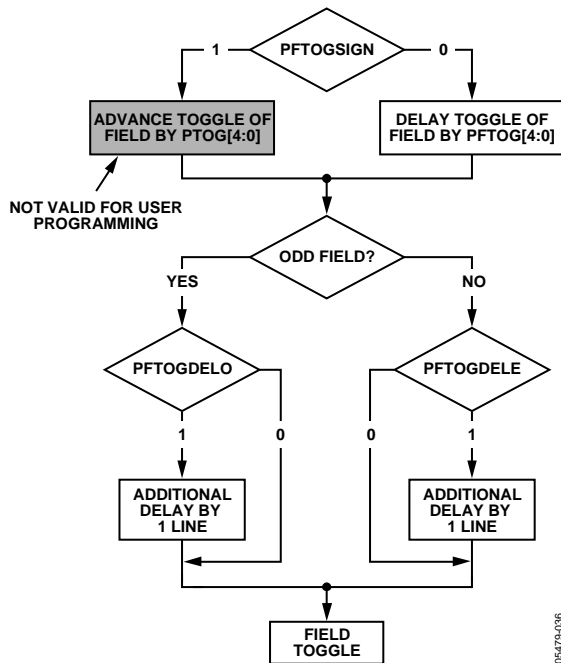 1
PFTOGSIGN
0
ADVANCE TOGGLE OF
FIELD BY PTOG[4:0]
DELAY TOGGLE OF
FIELD BY PFTOG[4:0]
NOT VALID FOR USER
PROGRAMMING
ODD FIELD?
YES
NO
PFTOGDELO
PFTOGDELE
1
0
0
1
ADDITIONAL
DELAY BY
1 LINE
ADDITIONAL
DELAY BY
1 LINE
FIELD
TOGGLE
05479-036